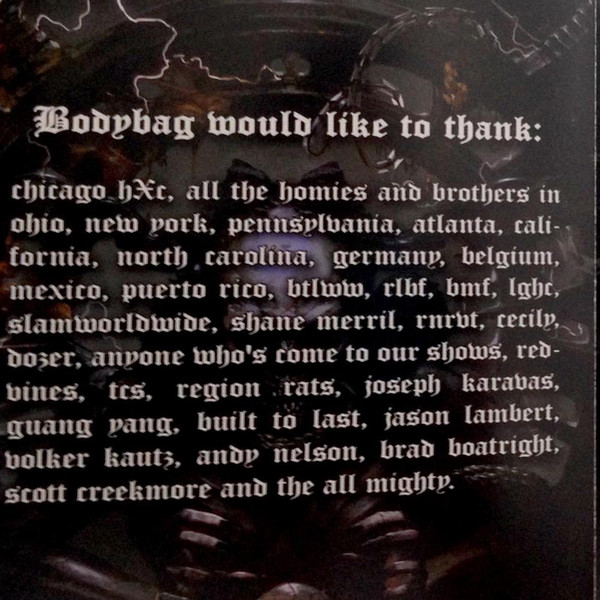 Bodybag would like to thank:
chicago hXc, all the homies and brothers in
ohio, new york, pennsylvania, atlanta, cali-
fornia, north carolina, germany, belgium,
mexico, puerto rico, btlww, rlbf, bmf, lghc,
slamworldwide, shane merril, rnrvt, cecily,
dozer, anyone who's come to our shows, red-
vines, tcs, region rats, joseph karavas,
guang yang, built to last, jason lambert,
volker kautz, andy nelson, brad boatright,
scott creekmore and the all mighty.